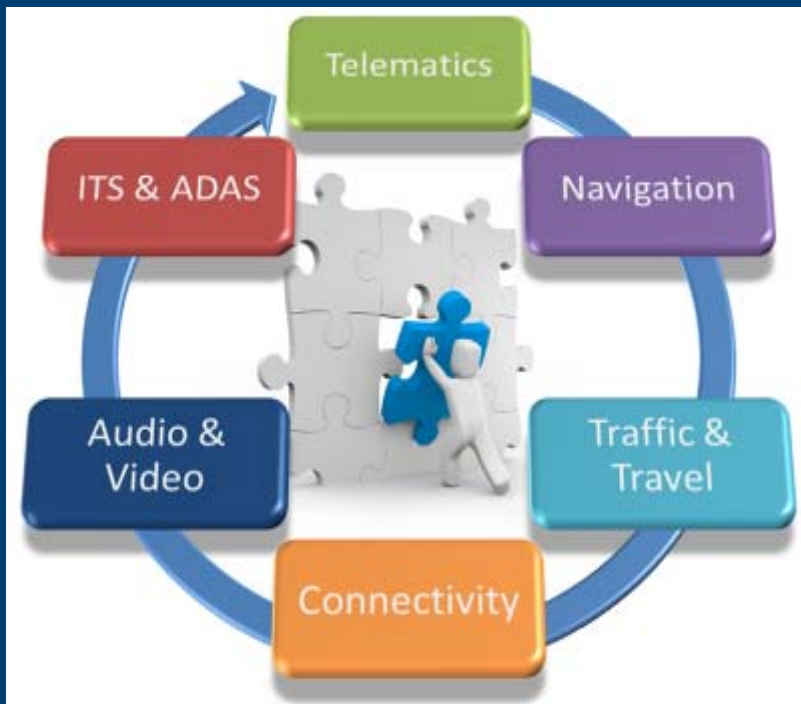 Telematics
Navigation
Traffic &
Travel
Connectivity
Audio &
Video
ITS & ADAS